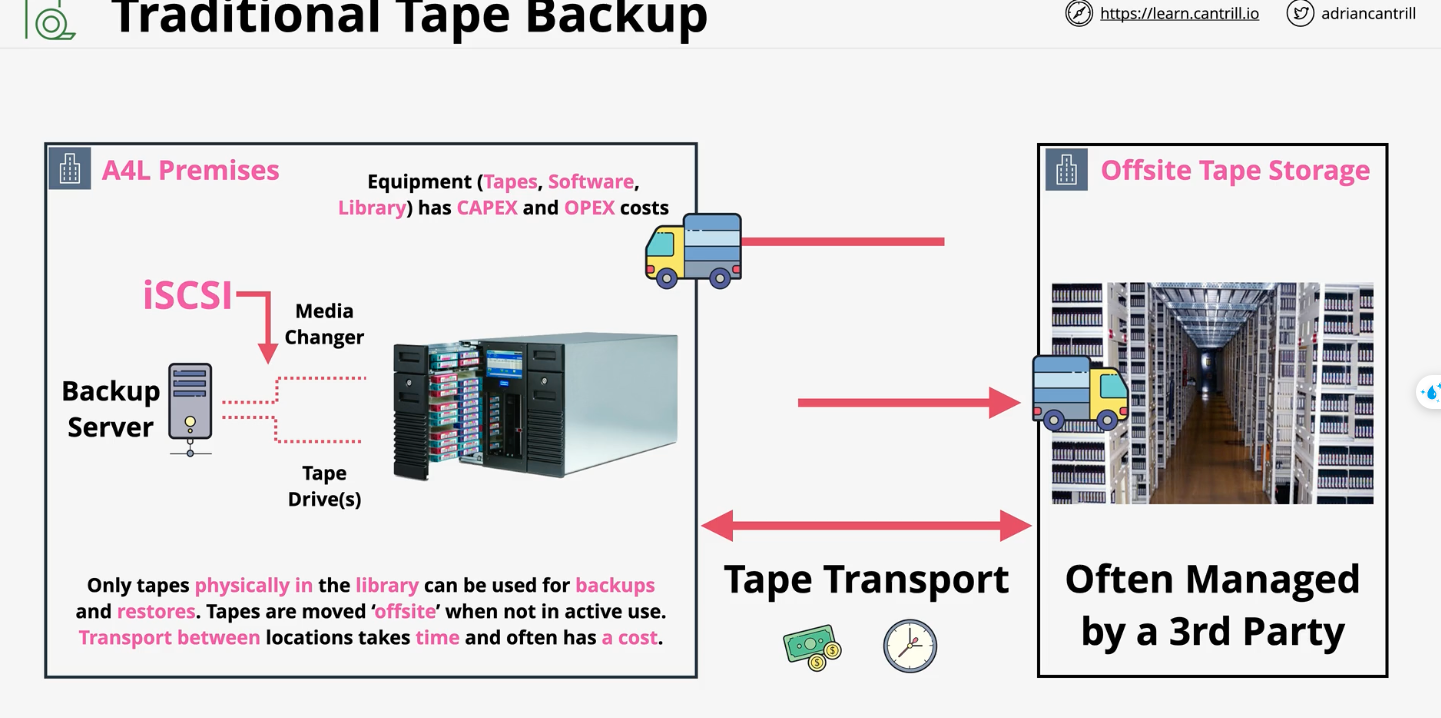 Traditional Tape Backup
https://learn.cantrill.io
adriancantrill
A4L Premises
Equipment (Tapes, Software,
Library) has CAPEX and OPEX costs
iSCSI
Media
Changer
Backup
Server
Tape
Drive(s)
Only tapes physically in the library can be used for backups
and restores. Tapes are moved ‘offsite’ when not in active use.
Transport between locations takes time and often has a cost.
Tape Transport
Offsite Tape Storage
Often Managed
by a 3rd Party